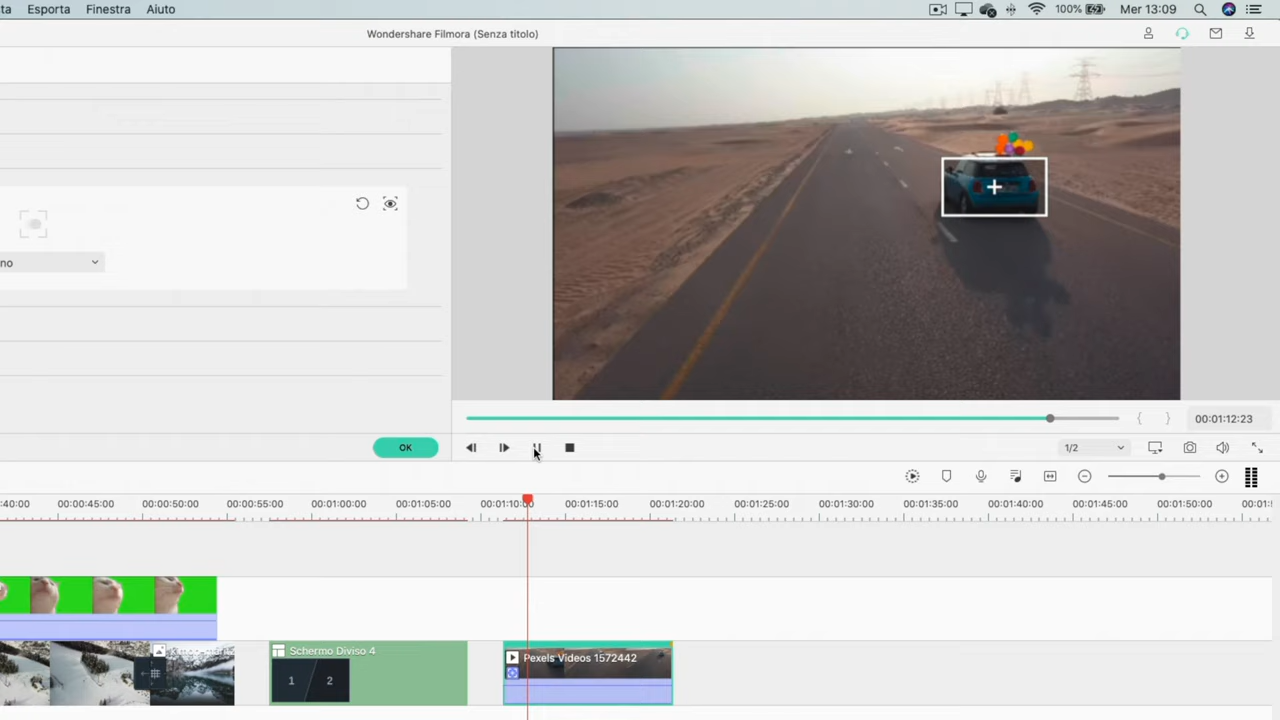 ta Esporta Finestra Aiuto 100% Mer 13:09
Wondershare Filmora (Senza titolo)
no
00:01:12:23
OK
1/2
:40:00 00:00:45:00 00:00:50:00 00:00:55:00 00:01:00:00 00:01:05:00 00:01:10:00 00:01:15:00 00:01:20:00 00:01:25:00 00:01:30:00 00:01:35:00 00:01:40:00 00:01:45:00 00:01:50:00 00:01:5
Schermo Diviso 4
1 2
Pexels Videos 1572442